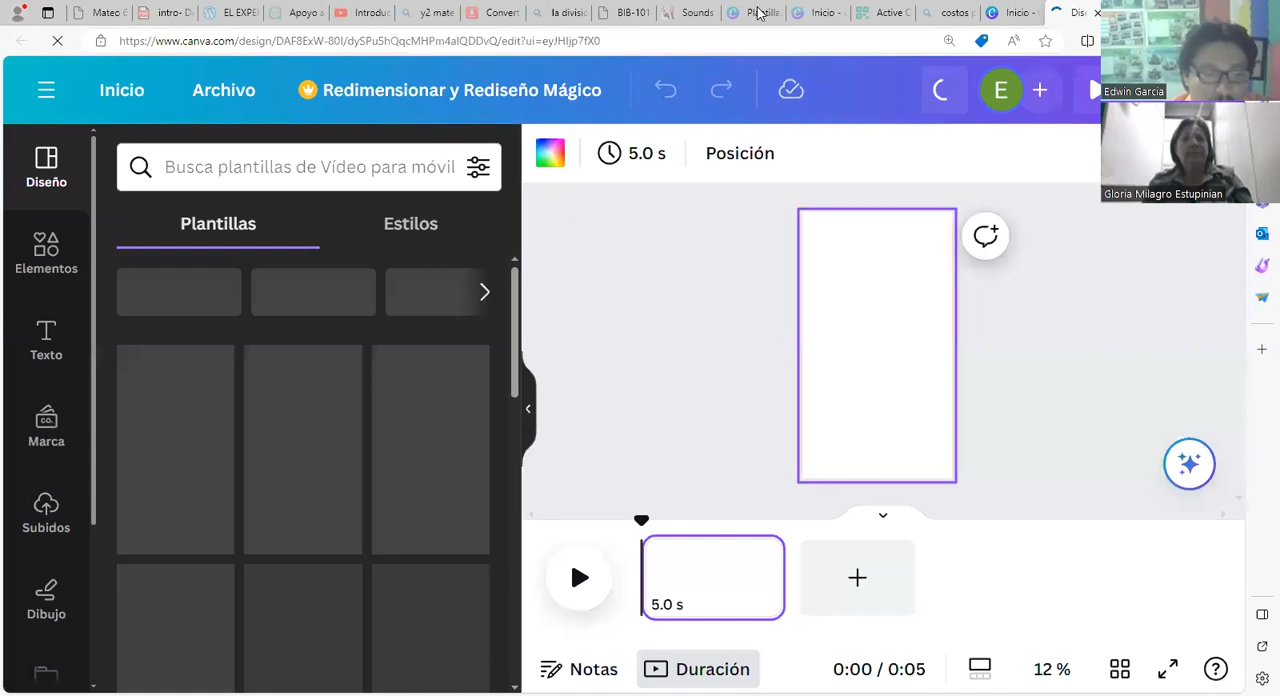 Mateo 6
intro- D
EL EXPE
Apoyo a
Introduc
y2 mate
Convert
la divisi
BIB-101
Sounds
Plantilla
Inicio -
Active C
costos p
Inicio -
Dis
https://www.canva.com/design/DAF8ExW-80I/dySPu5hQqcMHPm4aIQDDvQ/edit?ui=eyJHIjp7fX0
Inicio
Archivo
Redimensionar y Rediseño Mágico
E
Edwin Garcia
Gloria Milagro Estupinian
Diseño
Elementos
Texto
Marca
Subidos
Dibujo
Busca plantillas de Vídeo para móvil
Plantillas
Estilos
5.0 s
Posición
5.0 s
Notas
Duración
0:00 / 0:05
12 %